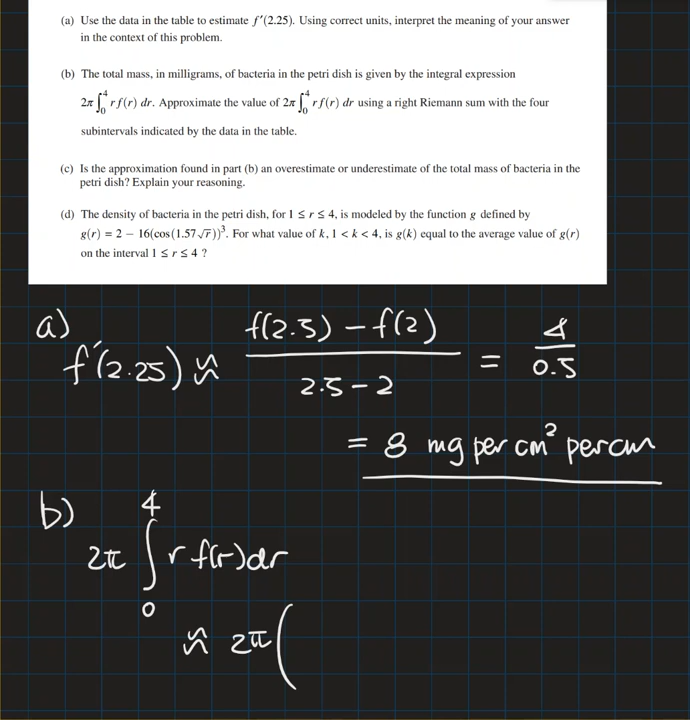 (a) Use the data in the table to estimate f′(2.25). Using correct units, interpret the meaning of your answer
in the context of this problem.
(b) The total mass, in milligrams, of bacteria in the petri dish is given by the integral expression
2π ∫₀⁴ r f(r) dr. Approximate the value of 2π ∫₀⁴ r f(r) dr using a right Riemann sum with the four
subintervals indicated by the data in the table.
(c) Is the approximation found in part (b) an overestimate or underestimate of the total mass of bacteria in the
petri dish? Explain your reasoning.
(d) The density of bacteria in the petri dish, for 1 ≤ r ≤ 4, is modeled by the function g defined by
g(r) = 2 − 16(cos(1.57√r))³. For what value of k, 1 < k < 4, is g(k) equal to the average value of g(r)
on the interval 1 ≤ r ≤ 4 ?
a)
f′(2.25) ≈ (f(2.5) − f(2)) / (2.5 − 2) = 4 / 0.5
= 8 mg per cm² per cm
b)
2π ∫₀⁴ r f(r) dr
≈ 2π (